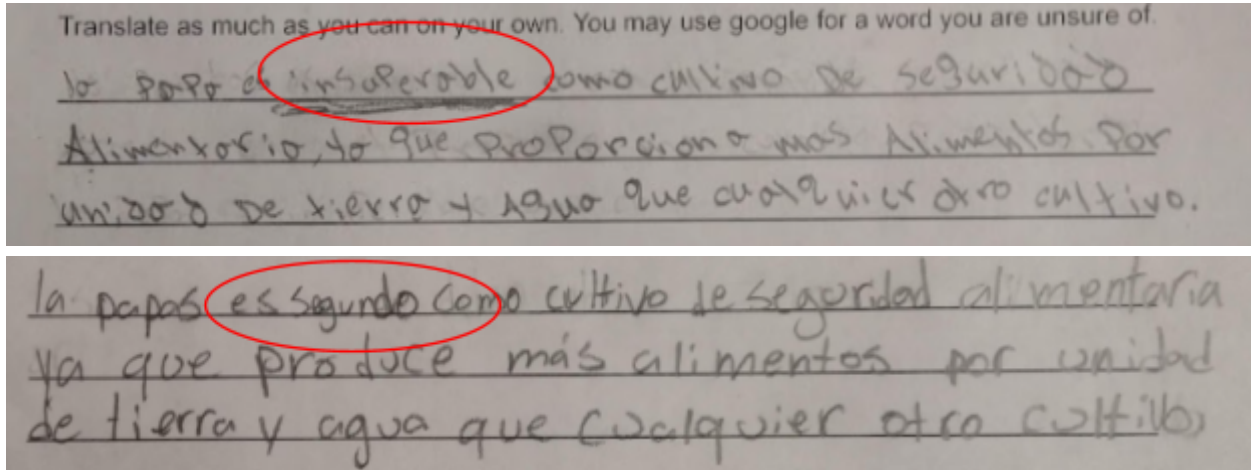 Translate as much as you can on your own. You may use google for a word you are unsure of.
la papa es insuperable como cultivo de seguridad
Alimentario, ya que proporciona mas Alimentos por
unidad De tierra y Agua que cualquier otro cultivo.
la papas es segundo como cultivo de seguridad alimentaria
ya que produce más alimentos por unidad
de tierra y agua que cualquier otro cultivo,